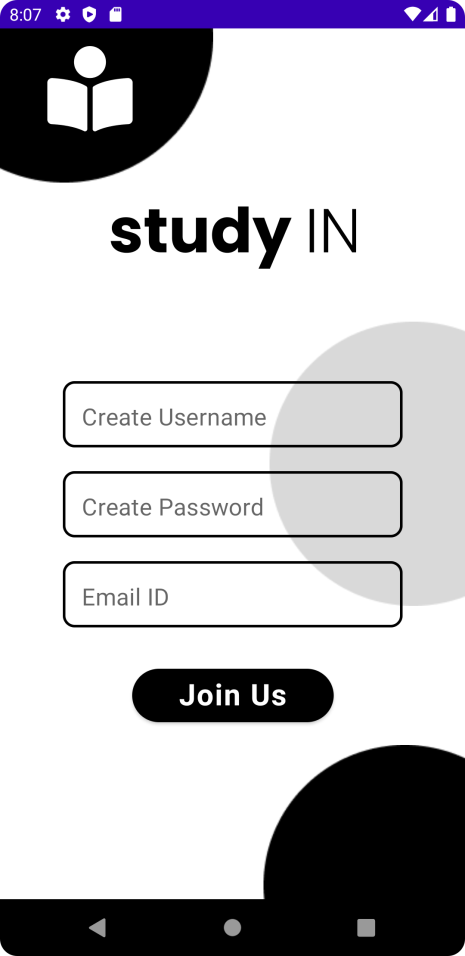 8:07
study IN
Create Username
Create Password
Email ID
Join Us